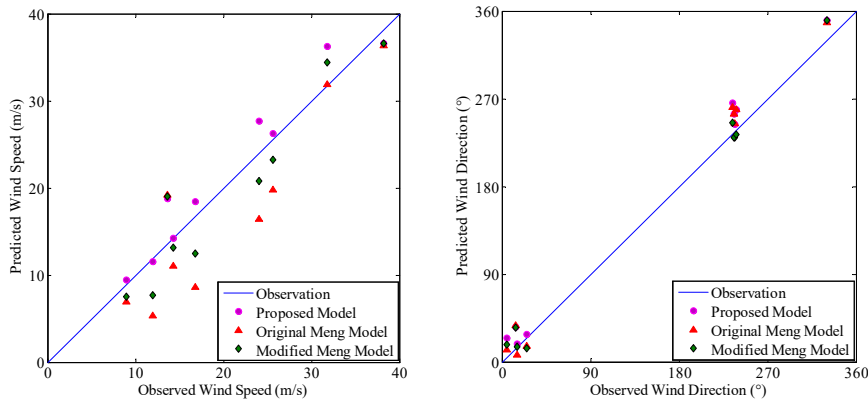 40
30
20
10
0
Predicted Wind Speed (m/s)
0
10
20
30
40
Observed Wind Speed (m/s)
Observation
Proposed Model
Original Meng Model
Modified Meng Model
360
270
180
90
0
Predicted Wind Direction (°)
0
90
180
270
360
Observed Wind Direction (°)
Observation
Proposed Model
Original Meng Model
Modified Meng Model